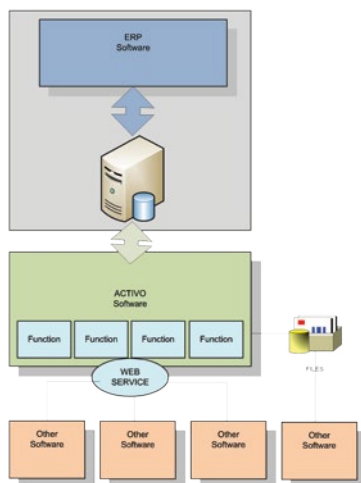 ERP
Software
ACTIVO
Software
Function Function Function Function
WEB
SERVICE
FILES
Other
Software
Other
Software
Other
Software
Other
Software